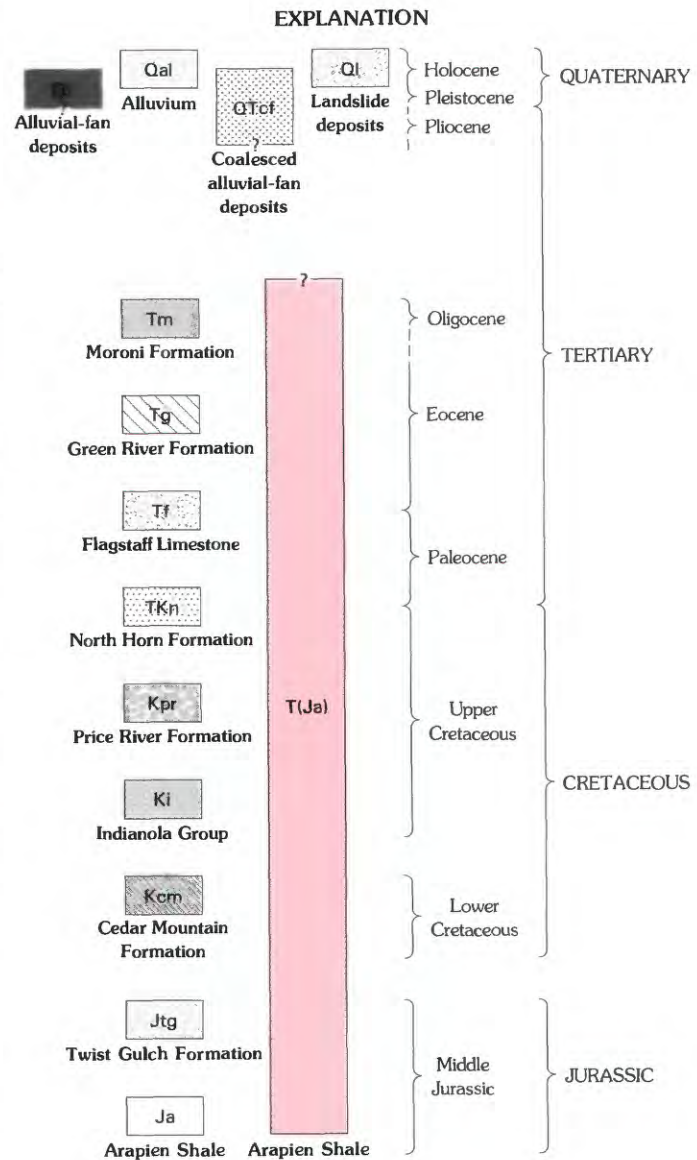 EXPLANATION
Qal
Alluvium
Alluvial-fan
deposits
QTcf
?
Coalesced
alluvial-fan
deposits
Ql
Landslide
deposits
Holocene
Pleistocene
Pliocene
QUATERNARY
?
Tm
Moroni Formation
Oligocene
TERTIARY
Tg
Green River Formation
Eocene
Tf
Flagstaff Limestone
Paleocene
TKn
North Horn Formation
Kpr
Price River Formation
T(Ja)
Upper
Cretaceous
Ki
Indianola Group
CRETACEOUS
Kcm
Cedar Mountain
Formation
Lower
Cretaceous
Jtg
Twist Gulch Formation
Middle
Jurassic
JURASSIC
Ja
Arapien Shale
Arapien Shale